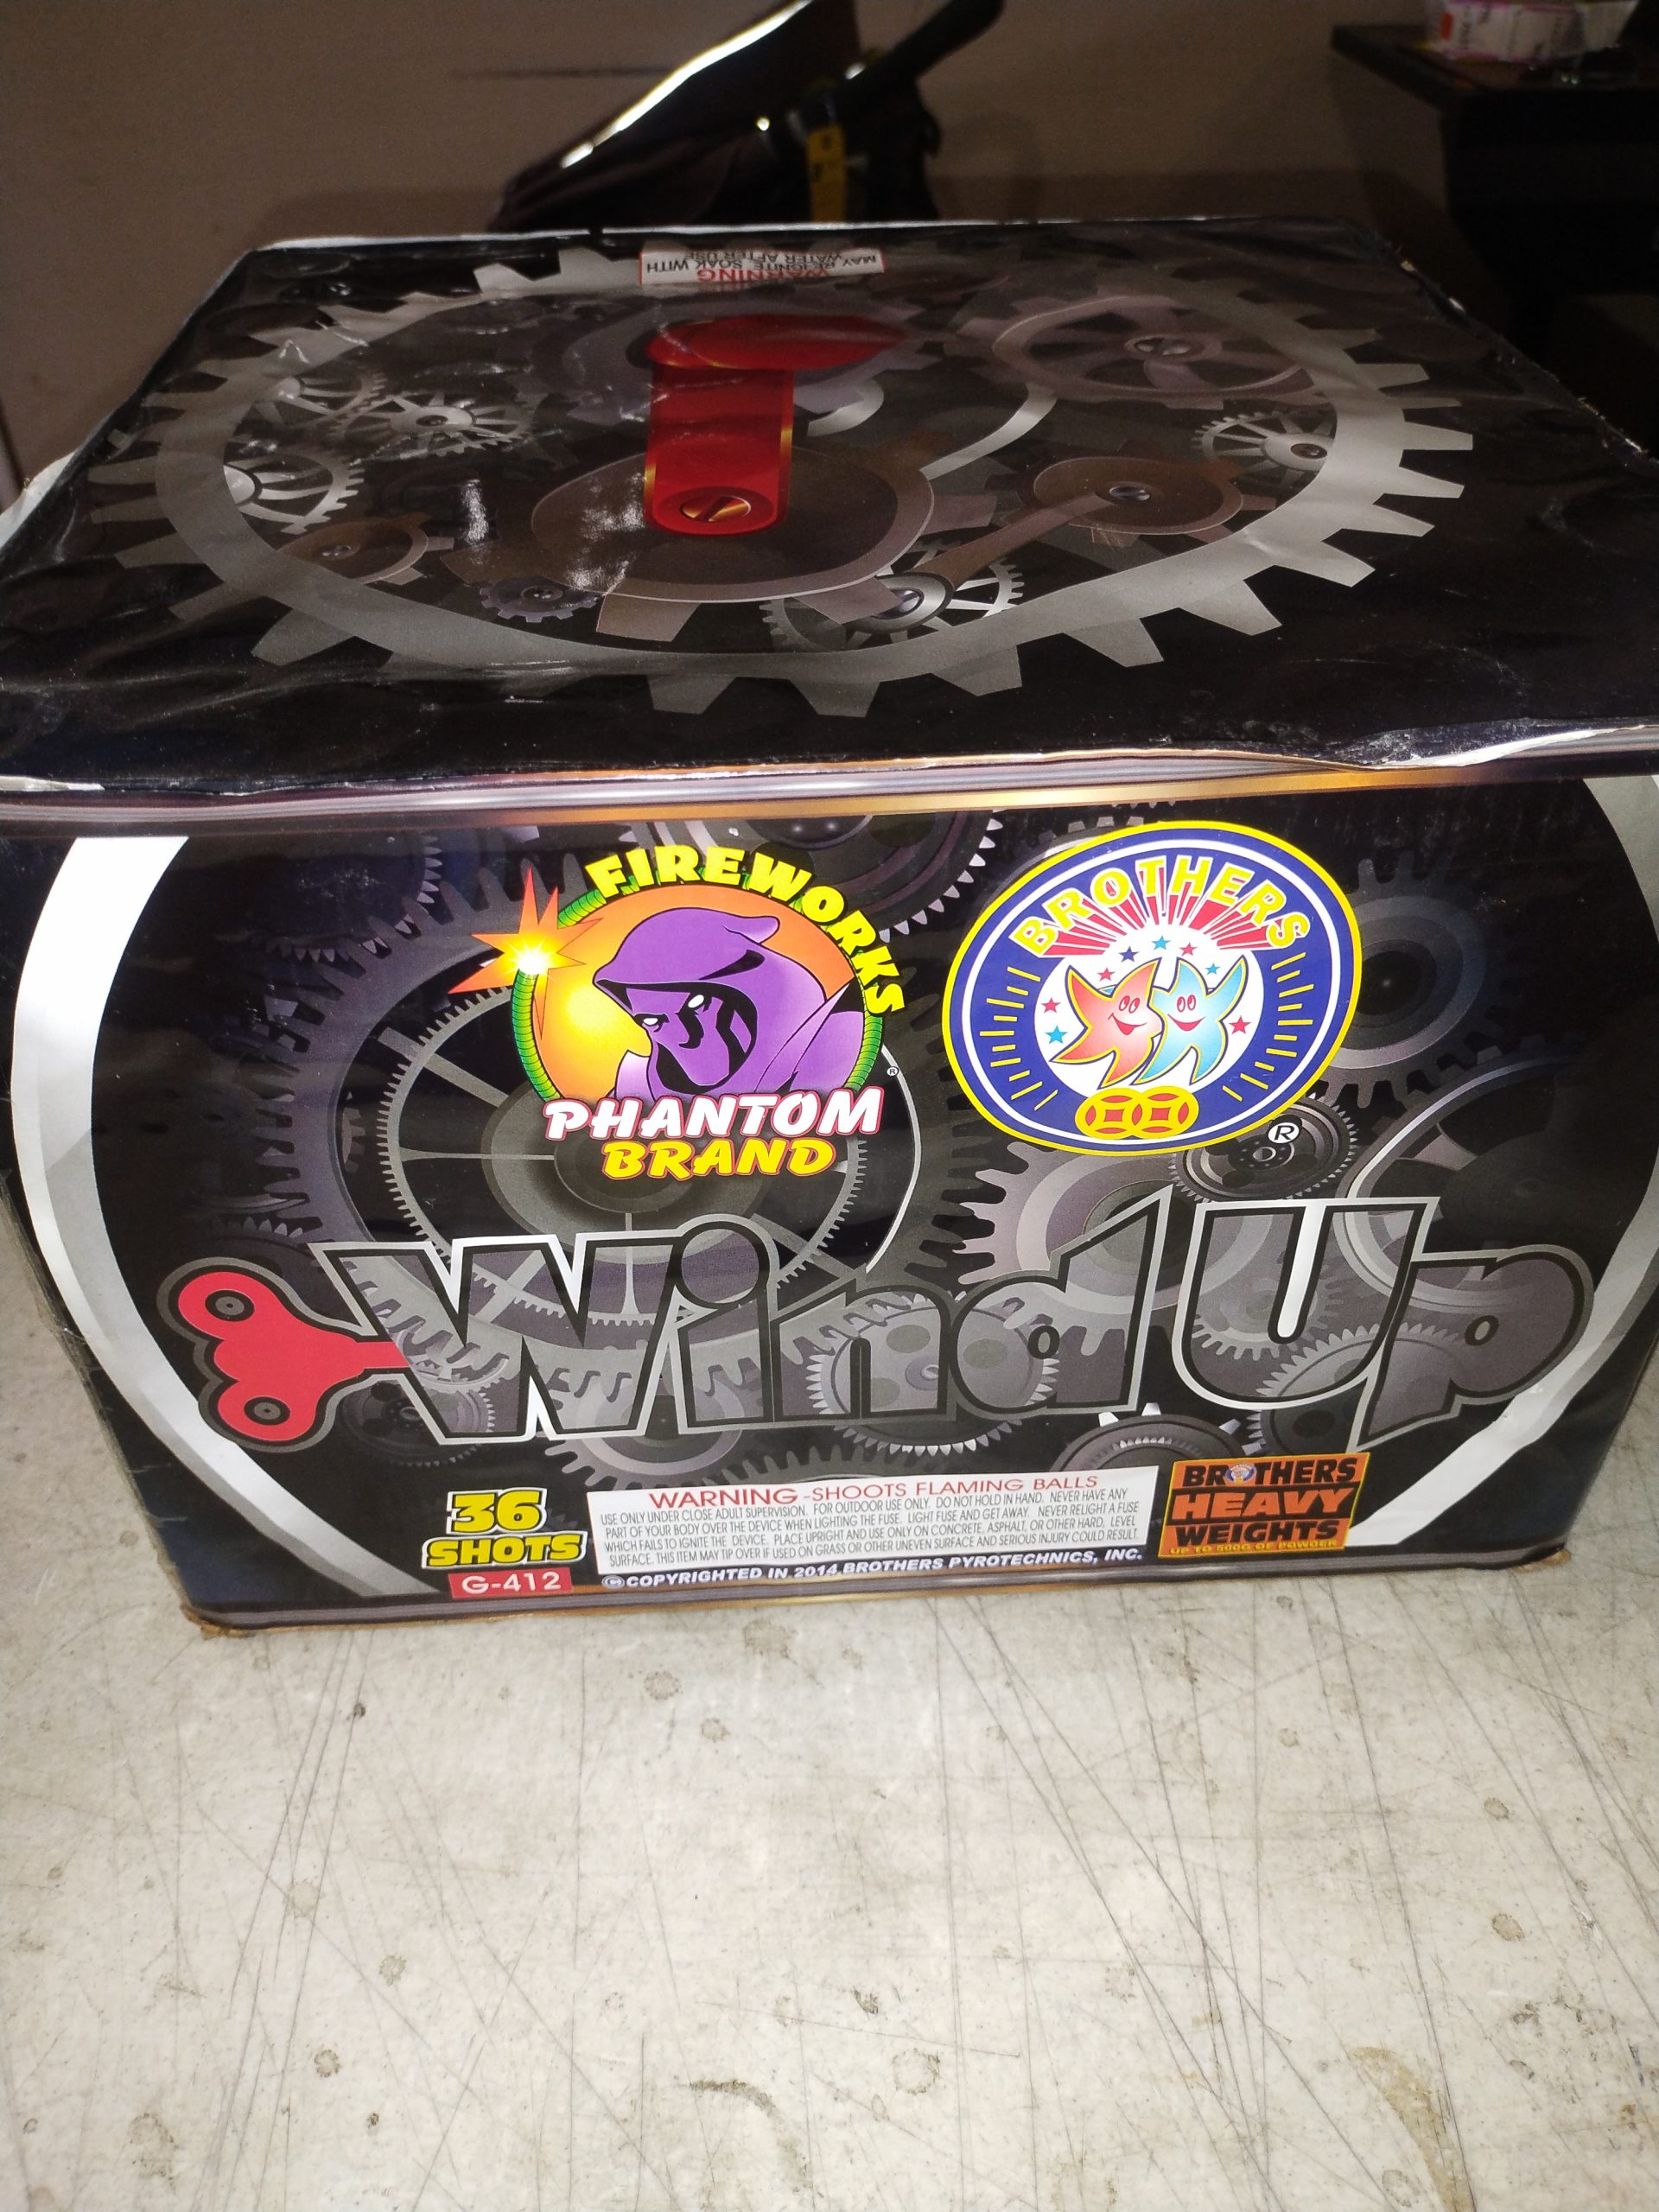 WARNING
MAY RE-IGNITE SOAK WITH
WATER AFTER USE
FIREWORKS
PHANTOM
BRAND
®
BROTHERS
®
Wind Up
36
SHOTS
G-412
WARNING-SHOOTS FLAMING BALLS
USE ONLY UNDER CLOSE ADULT SUPERVISION. FOR OUTDOOR USE ONLY. DO NOT HOLD IN HAND. NEVER HAVE ANY
PART OF YOUR BODY OVER THE DEVICE WHEN LIGHTING THE FUSE. LIGHT FUSE AND GET AWAY. NEVER RELIGHT A FUSE
WHICH FAILS TO IGNITE THE DEVICE. PLACE UPRIGHT AND USE ONLY ON CONCRETE, ASPHALT, OR OTHER HARD, LEVEL
SURFACE. THIS ITEM MAY TIP OVER IF USED ON GRASS OR OTHER UNEVEN SURFACE AND SERIOUS INJURY COULD RESULT.
©COPYRIGHTED IN 2014 BROTHERS PYROTECHNICS, INC.
BROTHERS
HEAVY
WEIGHTS
UP TO 500G OF POWDER